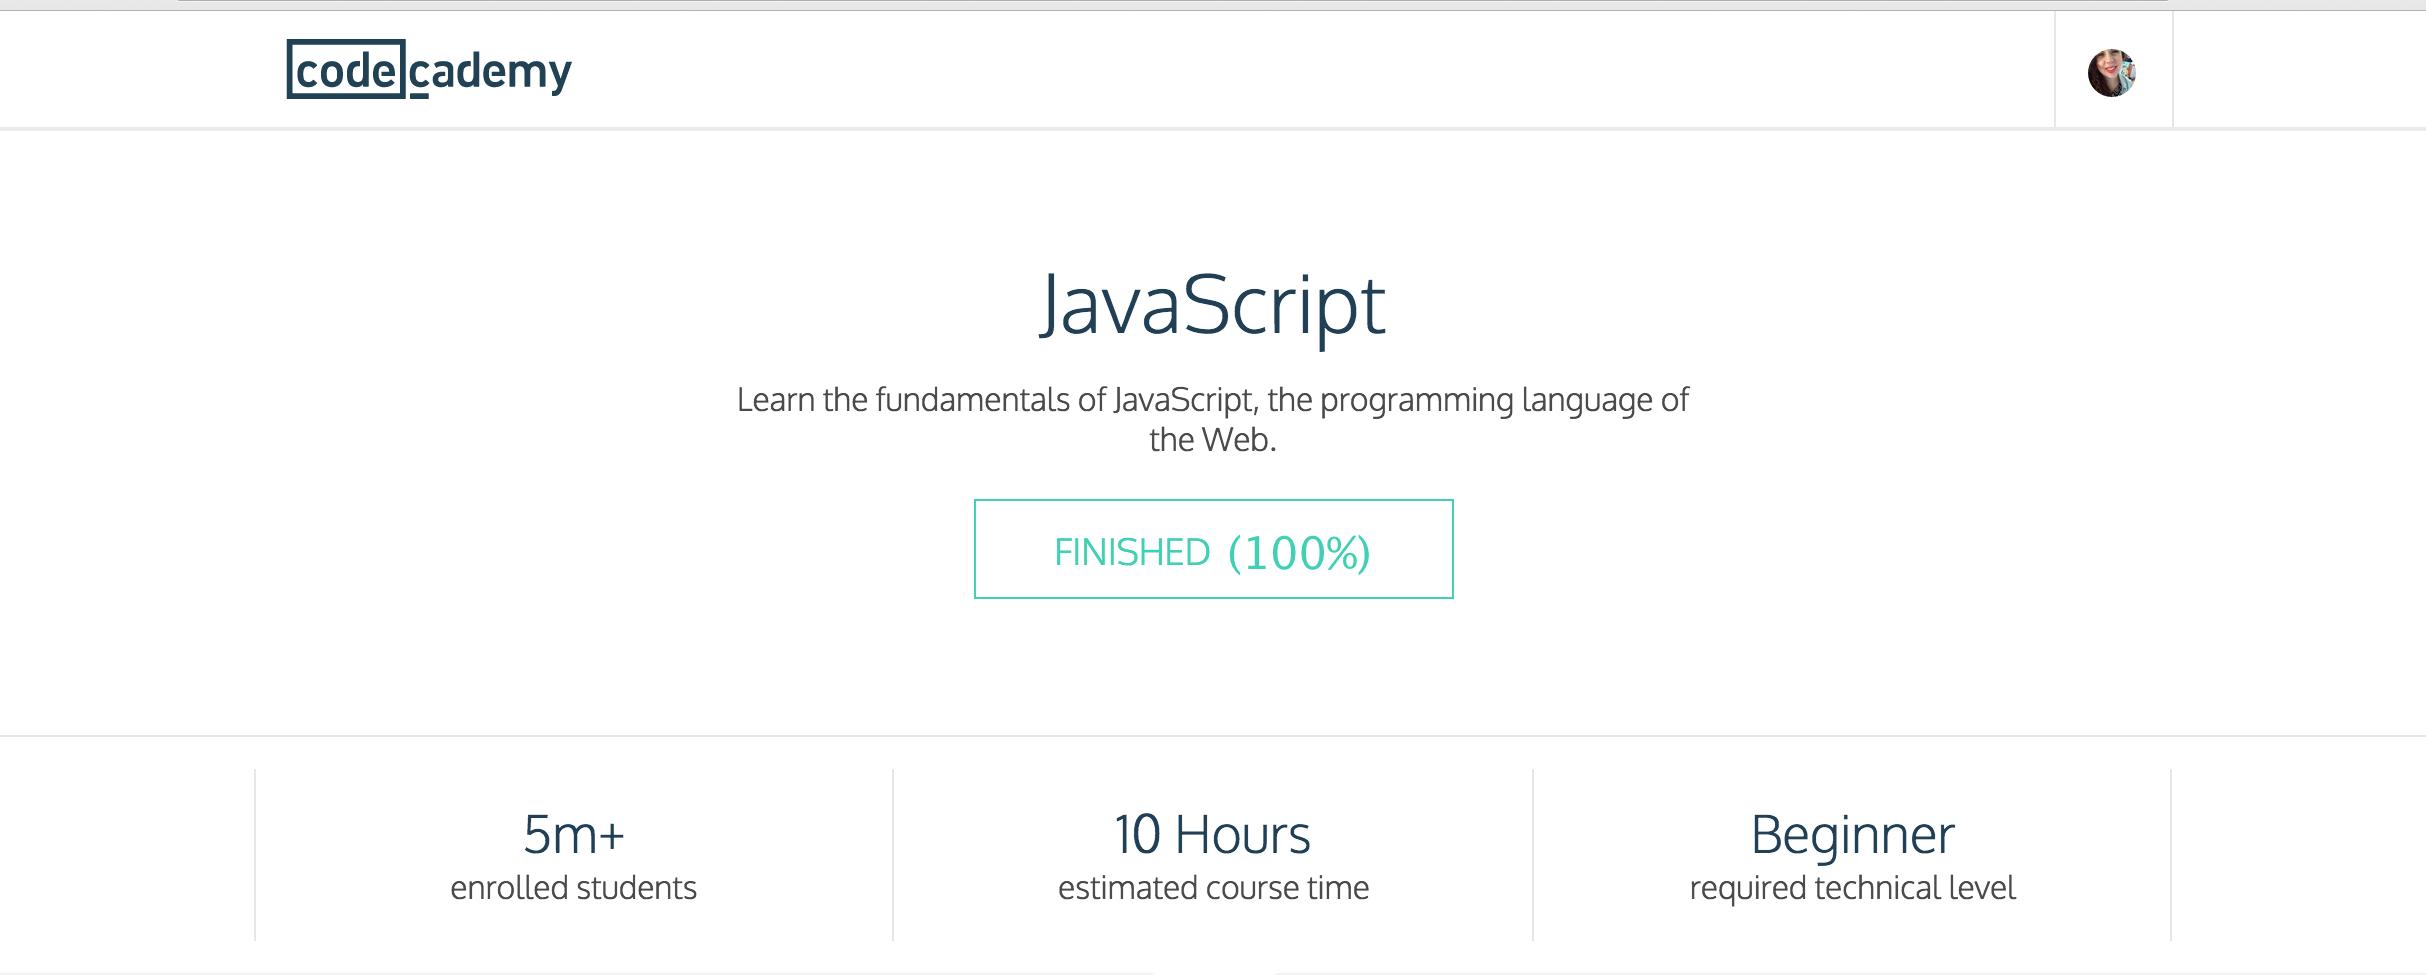 codecademy
JavaScript
Learn the fundamentals of JavaScript, the programming language of
the Web.
FINISHED (100%)
5m+
enrolled students
10 Hours
estimated course time
Beginner
required technical level